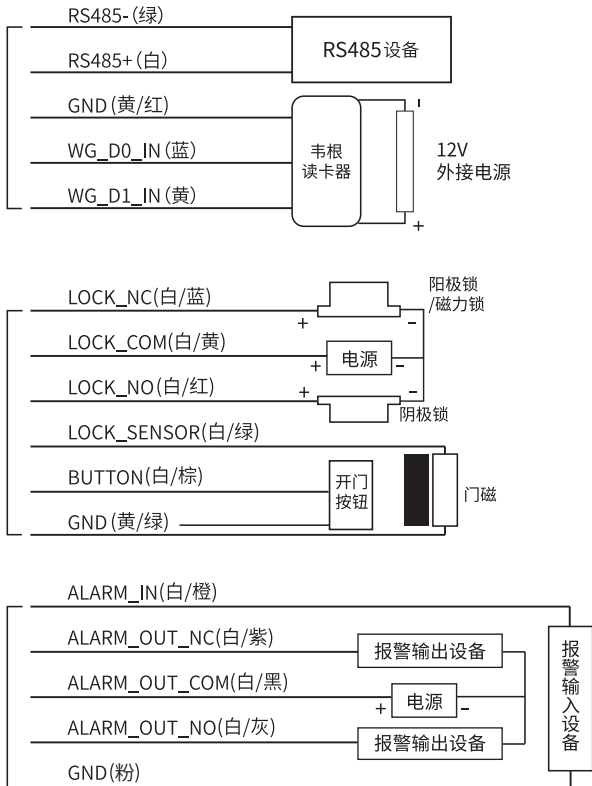 RS485-(绿)
RS485+(白)
RS485设备
GND(黄/红)
WG_D0_IN(蓝)
WG_D1_IN(黄)
韦根
读卡器
-
+
12V
外接电源
LOCK_NC(白/蓝)
+
-
阳极锁
/磁力锁
LOCK_COM(白/黄)
+
电源
-
LOCK_NO(白/红)
+
-
阴极锁
LOCK_SENSOR(白/绿)
BUTTON(白/棕)
GND(黄/绿)
开门
按钮
门磁
ALARM_IN(白/橙)
ALARM_OUT_NC(白/紫)
报警输出设备
ALARM_OUT_COM(白/黑)
+
电源
-
ALARM_OUT_NO(白/灰)
报警输出设备
GND(粉)
报警输入设备